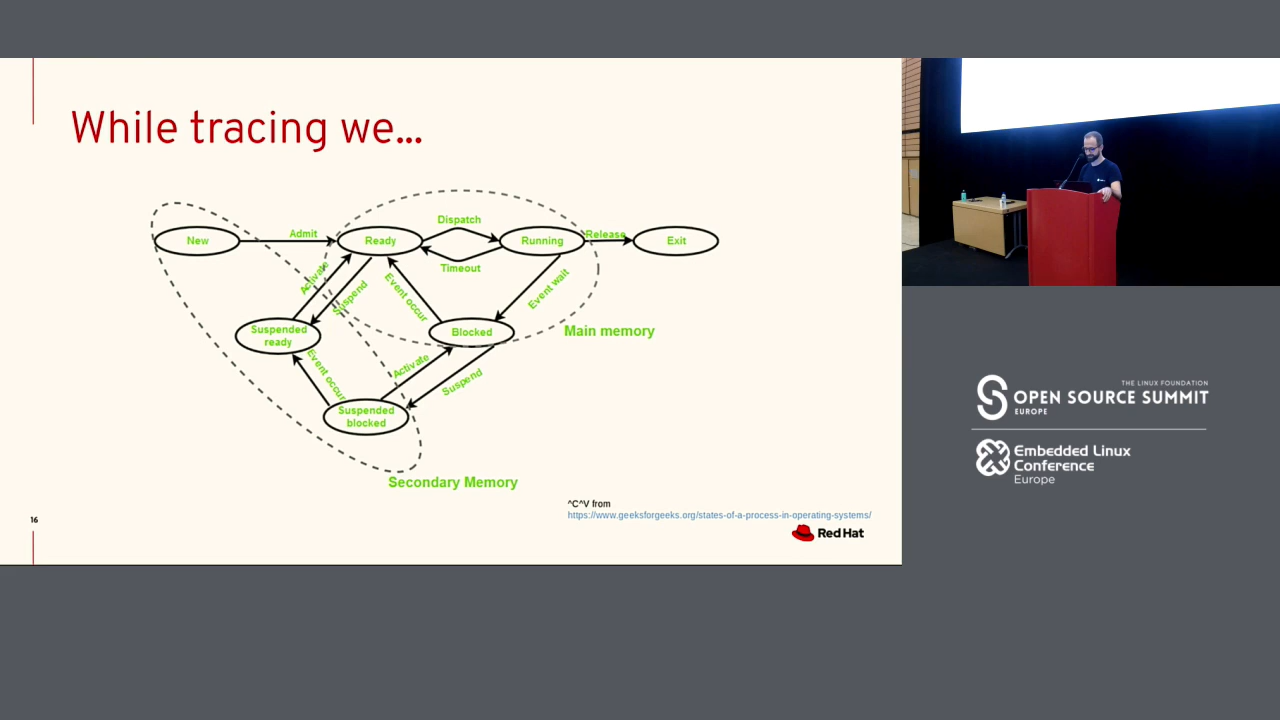 While tracing we...
Dispatch
New
Admit
Ready
Running
Release
Exit
Timeout
Activate
Suspend
Event occur
Event wait
Suspended
ready
Blocked
Main memory
Event occur
Activate
Suspend
Suspended
blocked
Secondary Memory
^C^V from
https://www.geeksforgeeks.org/states-of-a-process-in-operating-systems/
16
Red Hat
THE LINUX FOUNDATION
OPEN SOURCE SUMMIT
EUROPE
Embedded Linux
Conference
Europe